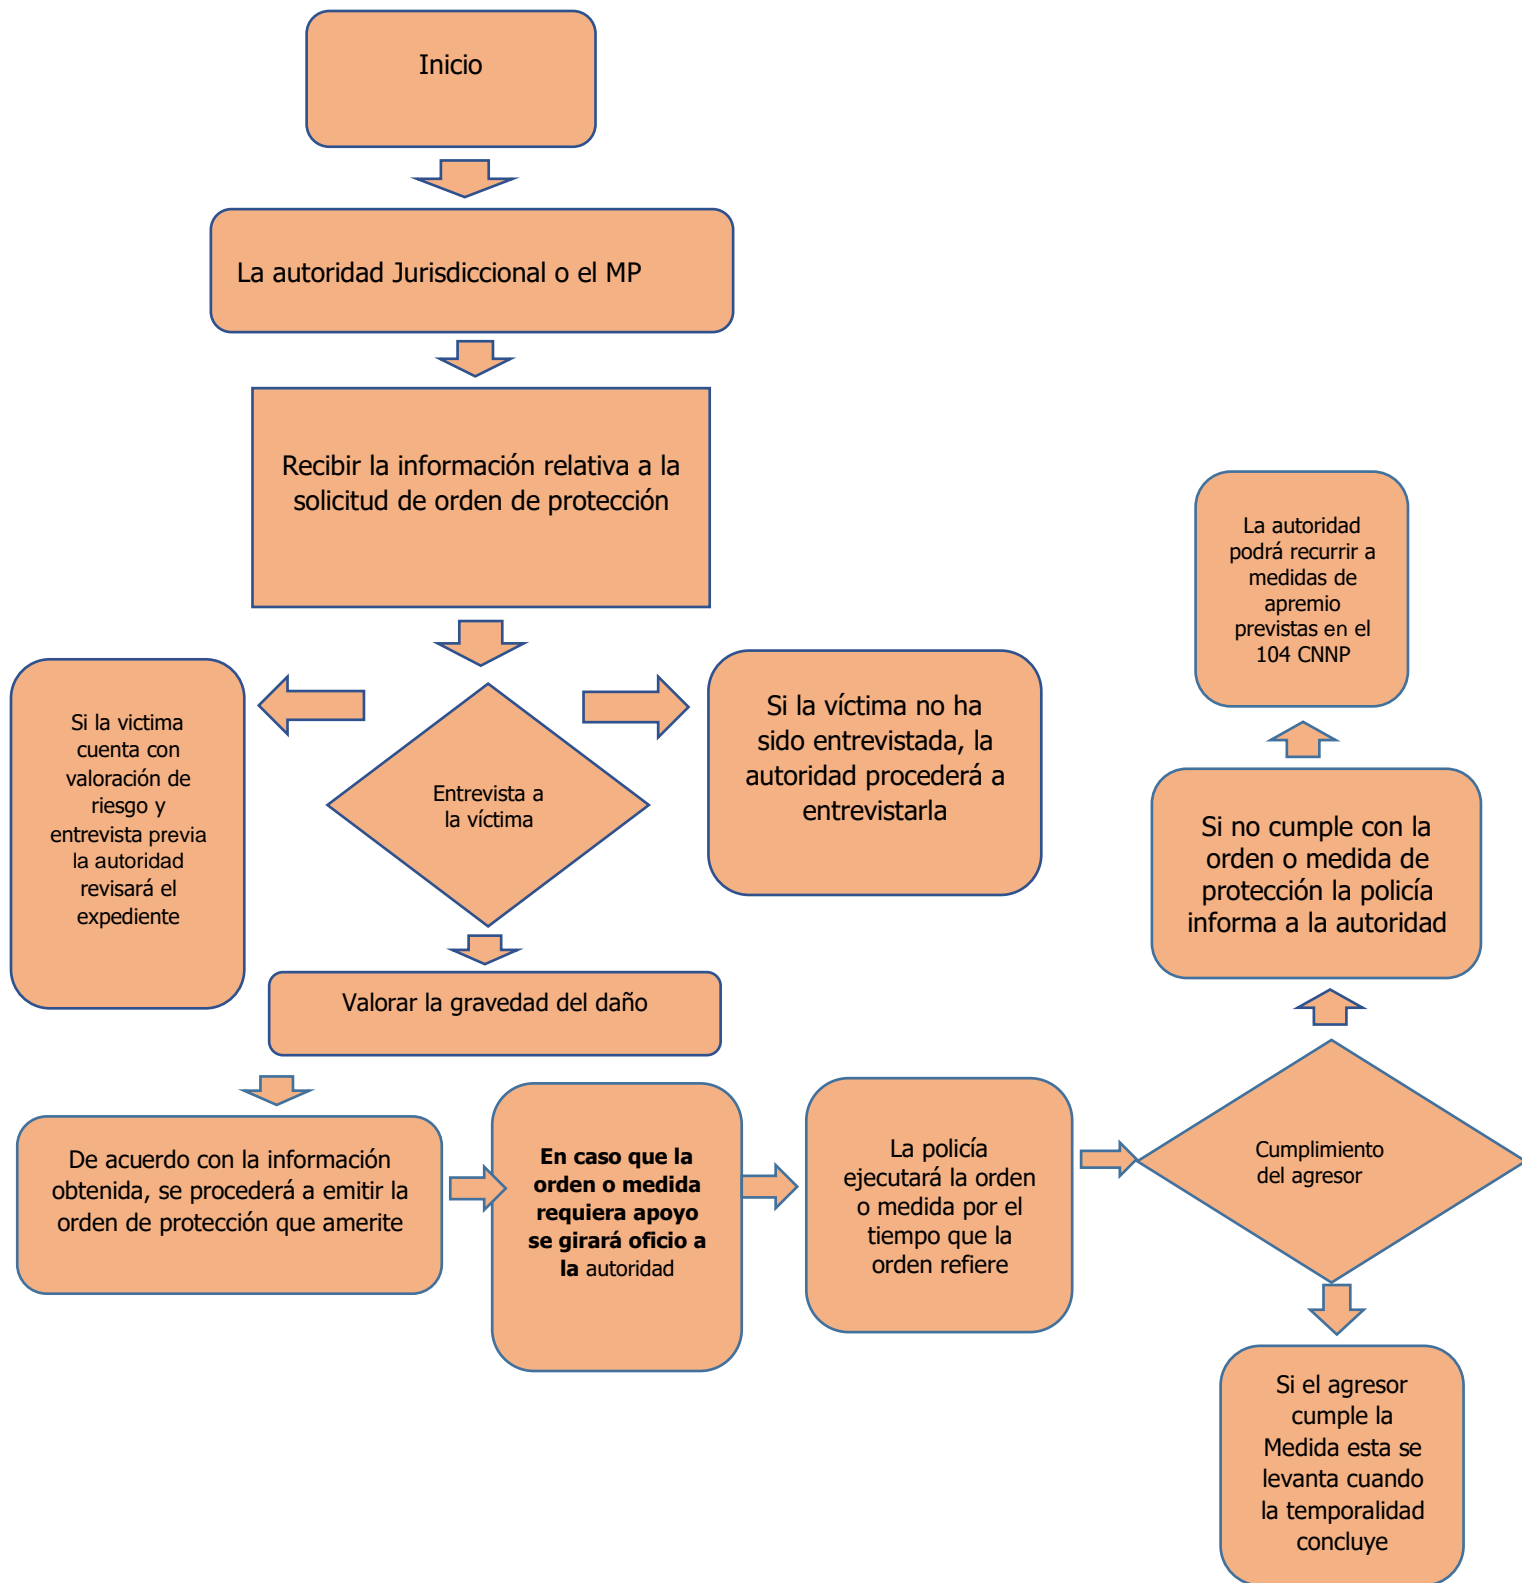 Inicio
La autoridad Jurisdiccional o el MP
Recibir la información relativa a la
solicitud de orden de protección
Si la victima
cuenta con
valoración de
riesgo y
entrevista previa
la autoridad
revisará el
expediente
Entrevista a
la víctima
Si la víctima no ha
sido entrevistada, la
autoridad procederá a
entrevistarla
Valorar la gravedad del daño
De acuerdo con la información
obtenida, se procederá a emitir la
orden de protección que amerite
En caso que la
orden o medida
requiera apoyo
se girará oficio a
la autoridad
La policía
ejecutará la orden
o medida por el
tiempo que la
orden refiere
Cumplimiento
del agresor
Si no cumple con la
orden o medida de
protección la policía
informa a la autoridad
La autoridad
podrá recurrir a
medidas de
apremio
previstas en el
104 CNNP
Si el agresor
cumple la
Medida esta se
levanta cuando
la temporalidad
concluye